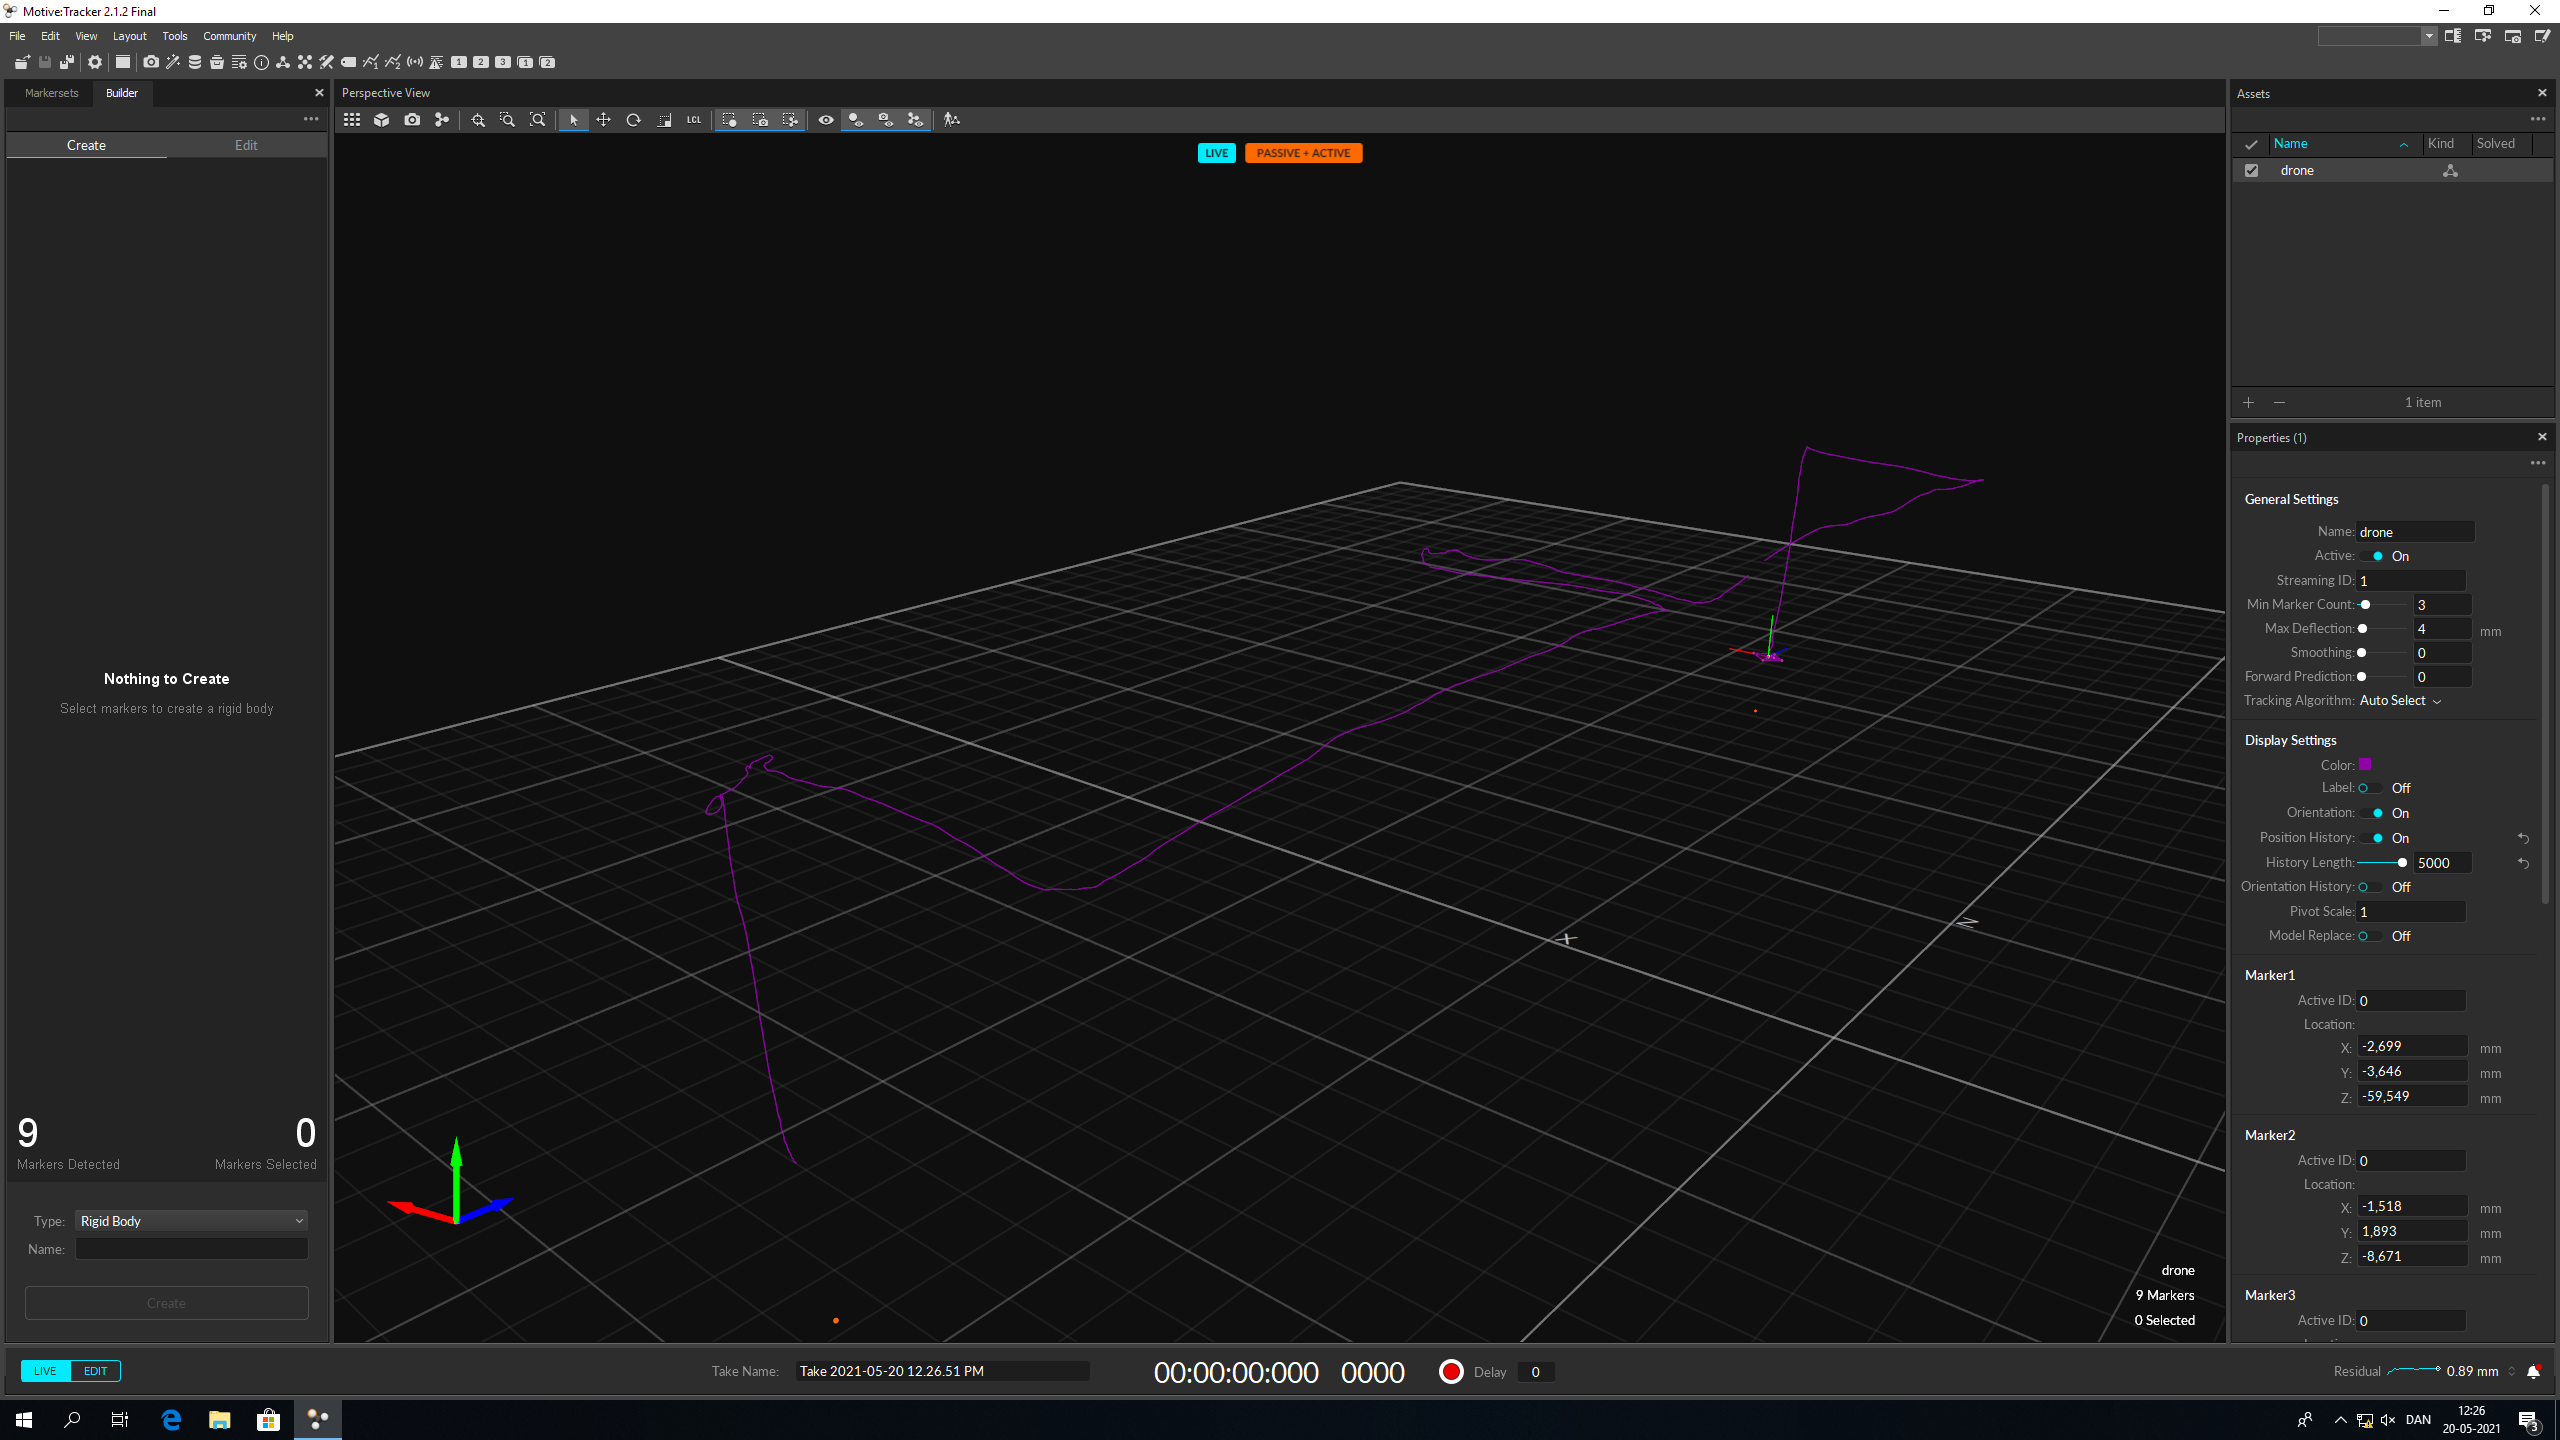 Motive:Tracker 2.1.2 Final
File Edit View Layout Tools Community Help
1 2 1 2 3 1 2
Markersets Builder
Create Edit
Nothing to Create
Select markers to create a rigid body
9 0
Markers Detected Markers Selected
Type: Rigid Body
Name:
Create
Perspective View
LCL
LIVE PASSIVE + ACTIVE
X
Z
drone
9 Markers
0 Selected
Assets
Name Kind Solved
drone
1 item
Properties (1)
General Settings
Name: drone
Active: On
Streaming ID: 1
Min Marker Count: 3
Max Deflection: 4 mm
Smoothing: 0
Forward Prediction: 0
Tracking Algorithm: Auto Select
Display Settings
Color:
Label: Off
Orientation: On
Position History: On
History Length: 5000
Orientation History: Off
Pivot Scale: 1
Model Replace: Off
Marker1
Active ID: 0
Location:
X: -2,699 mm
Y: -3,646 mm
Z: -59,549 mm
Marker2
Active ID: 0
Location:
X: -1,518 mm
Y: 1,893 mm
Z: -8,671 mm
Marker3
Active ID: 0
LIVE EDIT
Take Name: Take 2021-05-20 12.26.51 PM
00:00:00:000 0000
Delay 0
Residual 0.89 mm
DAN
12:26
20-05-2021
3